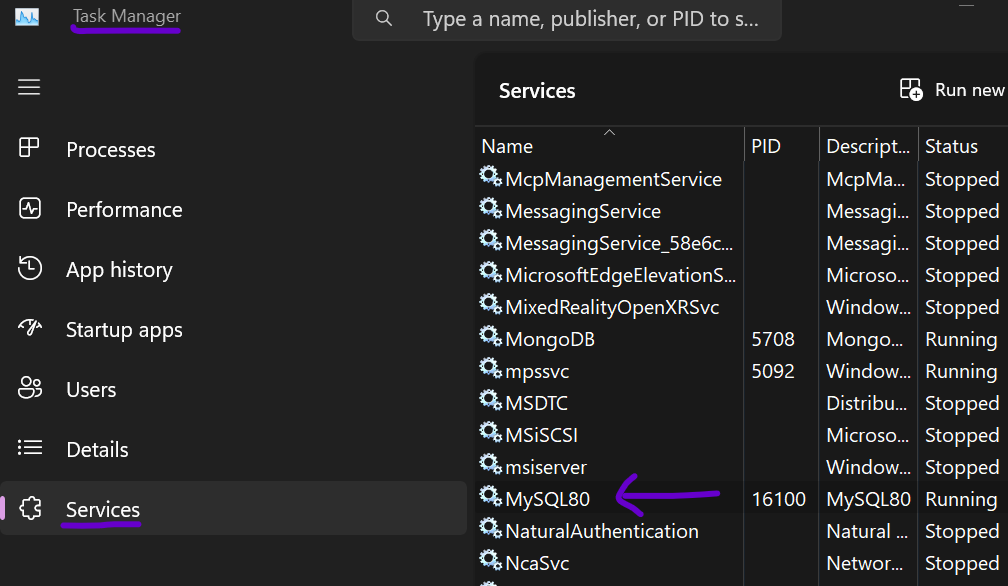 Task Manager
Type a name, publisher, or PID to s...
Services
Run new
Processes
Performance
App history
Startup apps
Users
Details
Services
Name PID Descript... Status
McpManagementService McpMa... Stopped
MessagingService Messagi... Stopped
MessagingService_58e6c... Messagi... Stopped
MicrosoftEdgeElevationS... Microso... Stopped
MixedRealityOpenXRSvc Window... Stopped
MongoDB 5708 Mongo... Running
mpssvc 5092 Window... Running
MSDTC Distribu... Stopped
MSiSCSI Microso... Stopped
msiserver Window... Stopped
MySQL80 16100 MySQL80 Running
NaturalAuthentication Natural ... Stopped
NcaSvc Networ... Stopped